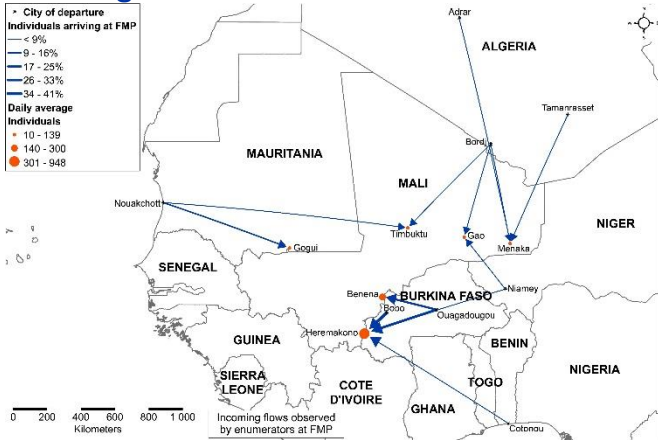 City of departure
Individuals arriving at FMP
< 9%
9 - 16%
17 - 25%
26 - 33%
34 - 41%
Daily average
Individuals
10 - 139
140 - 300
301 - 948
Adrar
ALGERIA
Tamanrasset
Bordj
MAURITANIA
MALI
Nouakchott
Timbuktu
Gao
Menaka
NIGER
Gogui
SENEGAL
Benena
BURKINA FASO
Niamey
Bobo
Ouagadougou
Heremakono
GUINEA
BENIN
NIGERIA
SIERRA
LEONE
COTE
D'IVOIRE
TOGO
GHANA
Cotonou
0 200 400 600 800 1 000
Kilometers
Incoming flows observed
by enumerators at FMP